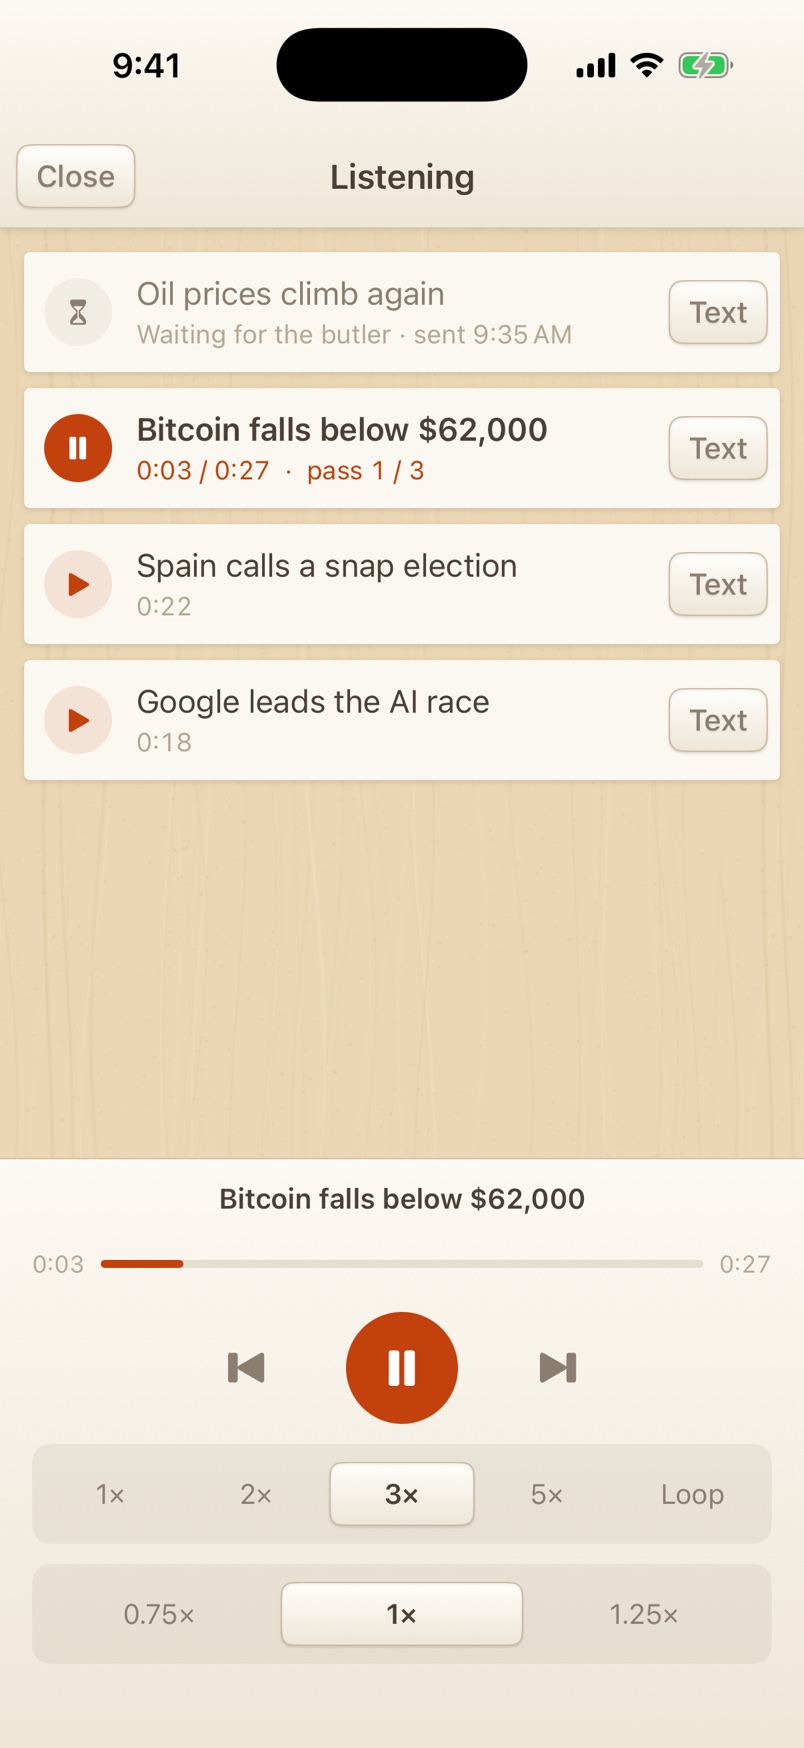 9:41
Close
Listening
Oil prices climb again
Waiting for the butler · sent 9:35 AM
Text
Bitcoin falls below $62,000
0:03 / 0:27 · pass 1 / 3
Text
Spain calls a snap election
0:22
Text
Google leads the AI race
0:18
Text
Bitcoin falls below $62,000
0:03
0:27
1× 2× 3× 5× Loop
0.75× 1× 1.25×